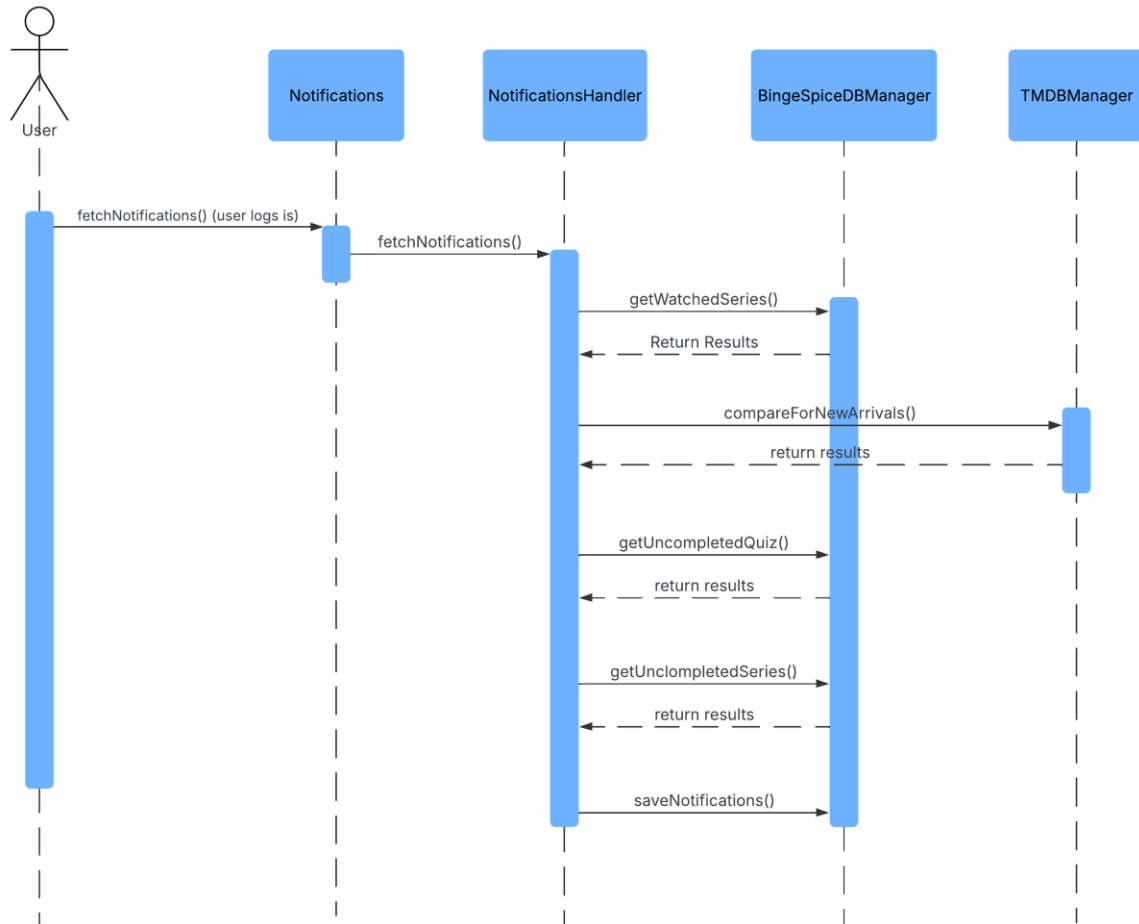 User
Notifications
NotificationsHandler
BingeSpiceDBManager
TMDBManager
fetchNotifications() (user logs is)
fetchNotifications()
getWatchedSeries()
Return Results
compareForNewArrivals()
return results
getUncompletedQuiz()
return results
getUnclompletedSeries()
return results
saveNotifications()